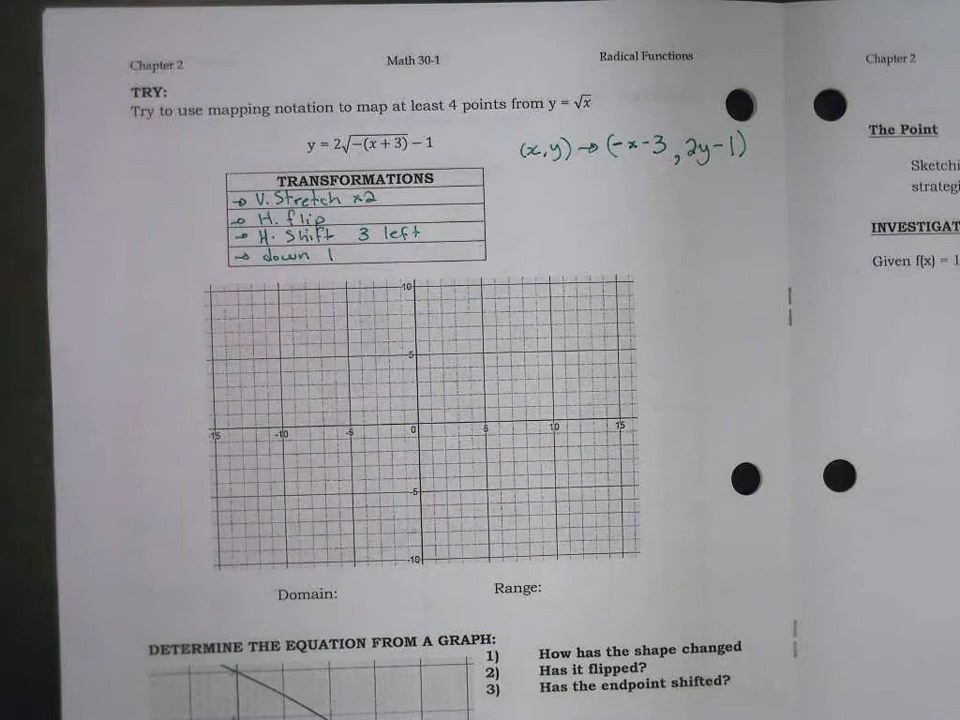 Chapter 2 Math 30-1 Radical Functions
TRY:
Try to use mapping notation to map at least 4 points from y = √x
y = 2√-(x + 3) - 1
(x,y) → (-x-3, 2y-1)
TRANSFORMATIONS
→ V. Stretch x2
→ H. flip
→ H. Shift 3 left
→ down 1
10
5
-15 -10 -5 0 5 10 15
-5
-10
Domain: Range:
DETERMINE THE EQUATION FROM A GRAPH:
1) How has the shape changed
2) Has it flipped?
3) Has the endpoint shifted?
Chapter 2
The Point
Sketchi
strategi
INVESTIGAT
Given f(x) = 1